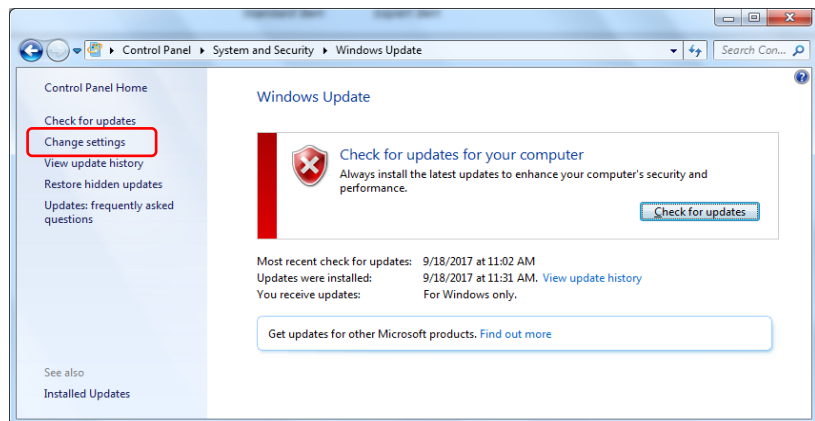 Control Panel ▸ System and Security ▸ Windows Update
Search Con...
Control Panel Home
Check for updates
Change settings
View update history
Restore hidden updates
Updates: frequently asked
questions
See also
Installed Updates
Windows Update
Check for updates for your computer
Always install the latest updates to enhance your computer's security and
performance.
Check for updates
Most recent check for updates: 9/18/2017 at 11:02 AM
Updates were installed: 9/18/2017 at 11:31 AM. View update history
You receive updates: For Windows only.
Get updates for other Microsoft products. Find out more